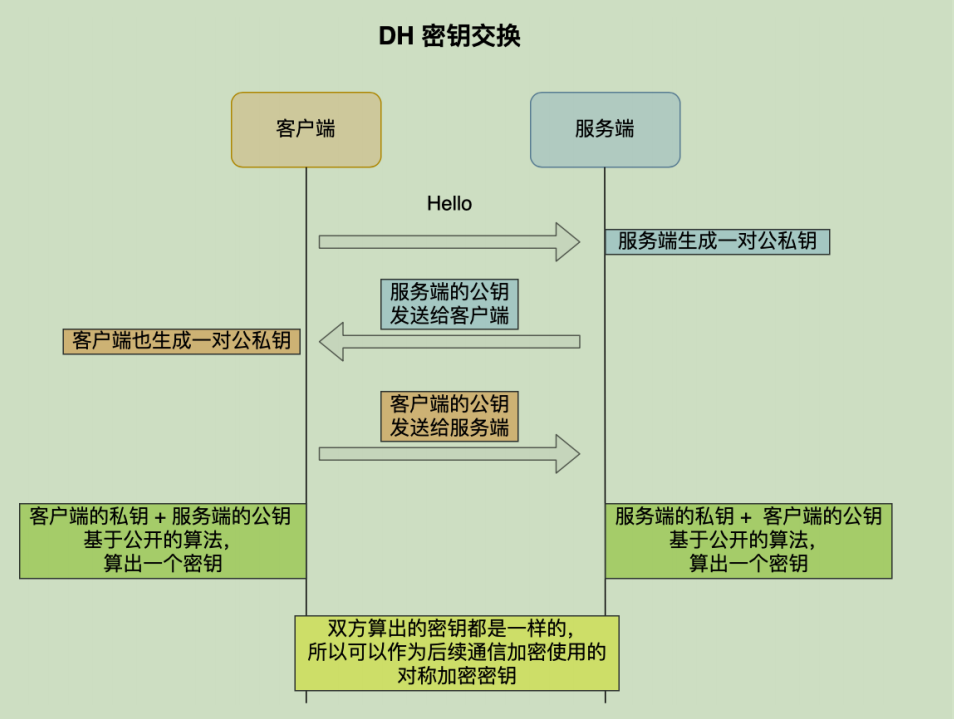 DH 密钥交换
客户端
服务端
Hello
服务端生成一对公私钥
服务端的公钥
发送给客户端
客户端也生成一对公私钥
客户端的公钥
发送给服务端
客户端的私钥 + 服务端的公钥
基于公开的算法,
算出一个密钥
服务端的私钥 + 客户端的公钥
基于公开的算法,
算出一个密钥
双方算出的密钥都是一样的,
所以可以作为后续通信加密使用的
对称加密密钥